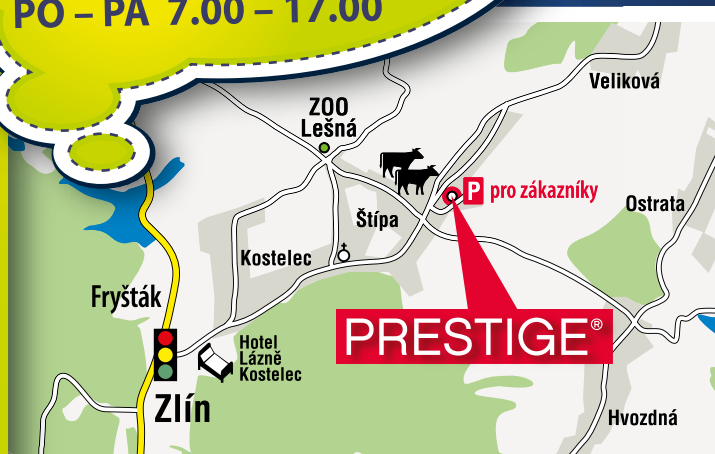 PO – PÁ 7.00 – 17.00
Veliková
ZOO
Lešná
P pro zákazníky
Ostrata
Štípa
Kostelec
Fryšták
PRESTIGE®
Hotel
Lázně
Kostelec
Zlín
Hvozdná